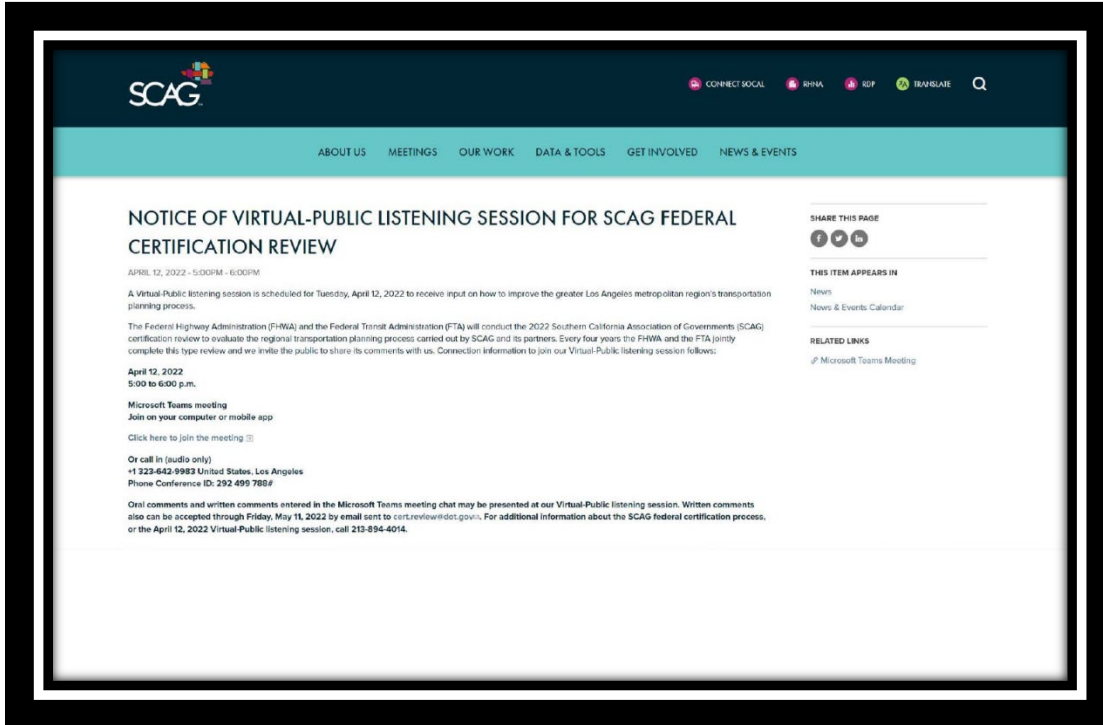 SCAG
CONNECT SOCAL
RHNA
RDP
TRANSLATE
ABOUT US
MEETINGS
OUR WORK
DATA & TOOLS
GET INVOLVED
NEWS & EVENTS
NOTICE OF VIRTUAL-PUBLIC LISTENING SESSION FOR SCAG FEDERAL
CERTIFICATION REVIEW
APRIL 12, 2022 - 5:00PM - 6:00PM
A Virtual-Public listening session is scheduled for Tuesday, April 12, 2022 to receive input on how to improve the greater Los Angeles metropolitan region's transportation
planning process.
The Federal Highway Administration (FHWA) and the Federal Transit Administration (FTA) will conduct the 2022 Southern California Association of Governments (SCAG)
certification review to evaluate the regional transportation planning process carried out by SCAG and its partners. Every four years the FHWA and the FTA jointly
complete this type review and we invite the public to share its comments with us. Connection information to join our Virtual-Public listening session follows:
April 12, 2022
5:00 to 6:00 p.m.
Microsoft Teams meeting
Join on your computer or mobile app
Click here to join the meeting
Or call in (audio only)
+1 323-642-9983 United States, Los Angeles
Phone Conference ID: 292 499 788#
Oral comments and written comments entered in the Microsoft Teams meeting chat may be presented at our Virtual-Public listening session. Written comments
also can be accepted through Friday, May 11, 2022 by email sent to cert.review@dot.gov. For additional information about the SCAG federal certification process,
or the April 12, 2022 Virtual-Public listening session, call 213-894-4014.
SHARE THIS PAGE
THIS ITEM APPEARS IN
News
News & Events Calendar
RELATED LINKS
Microsoft Teams Meeting